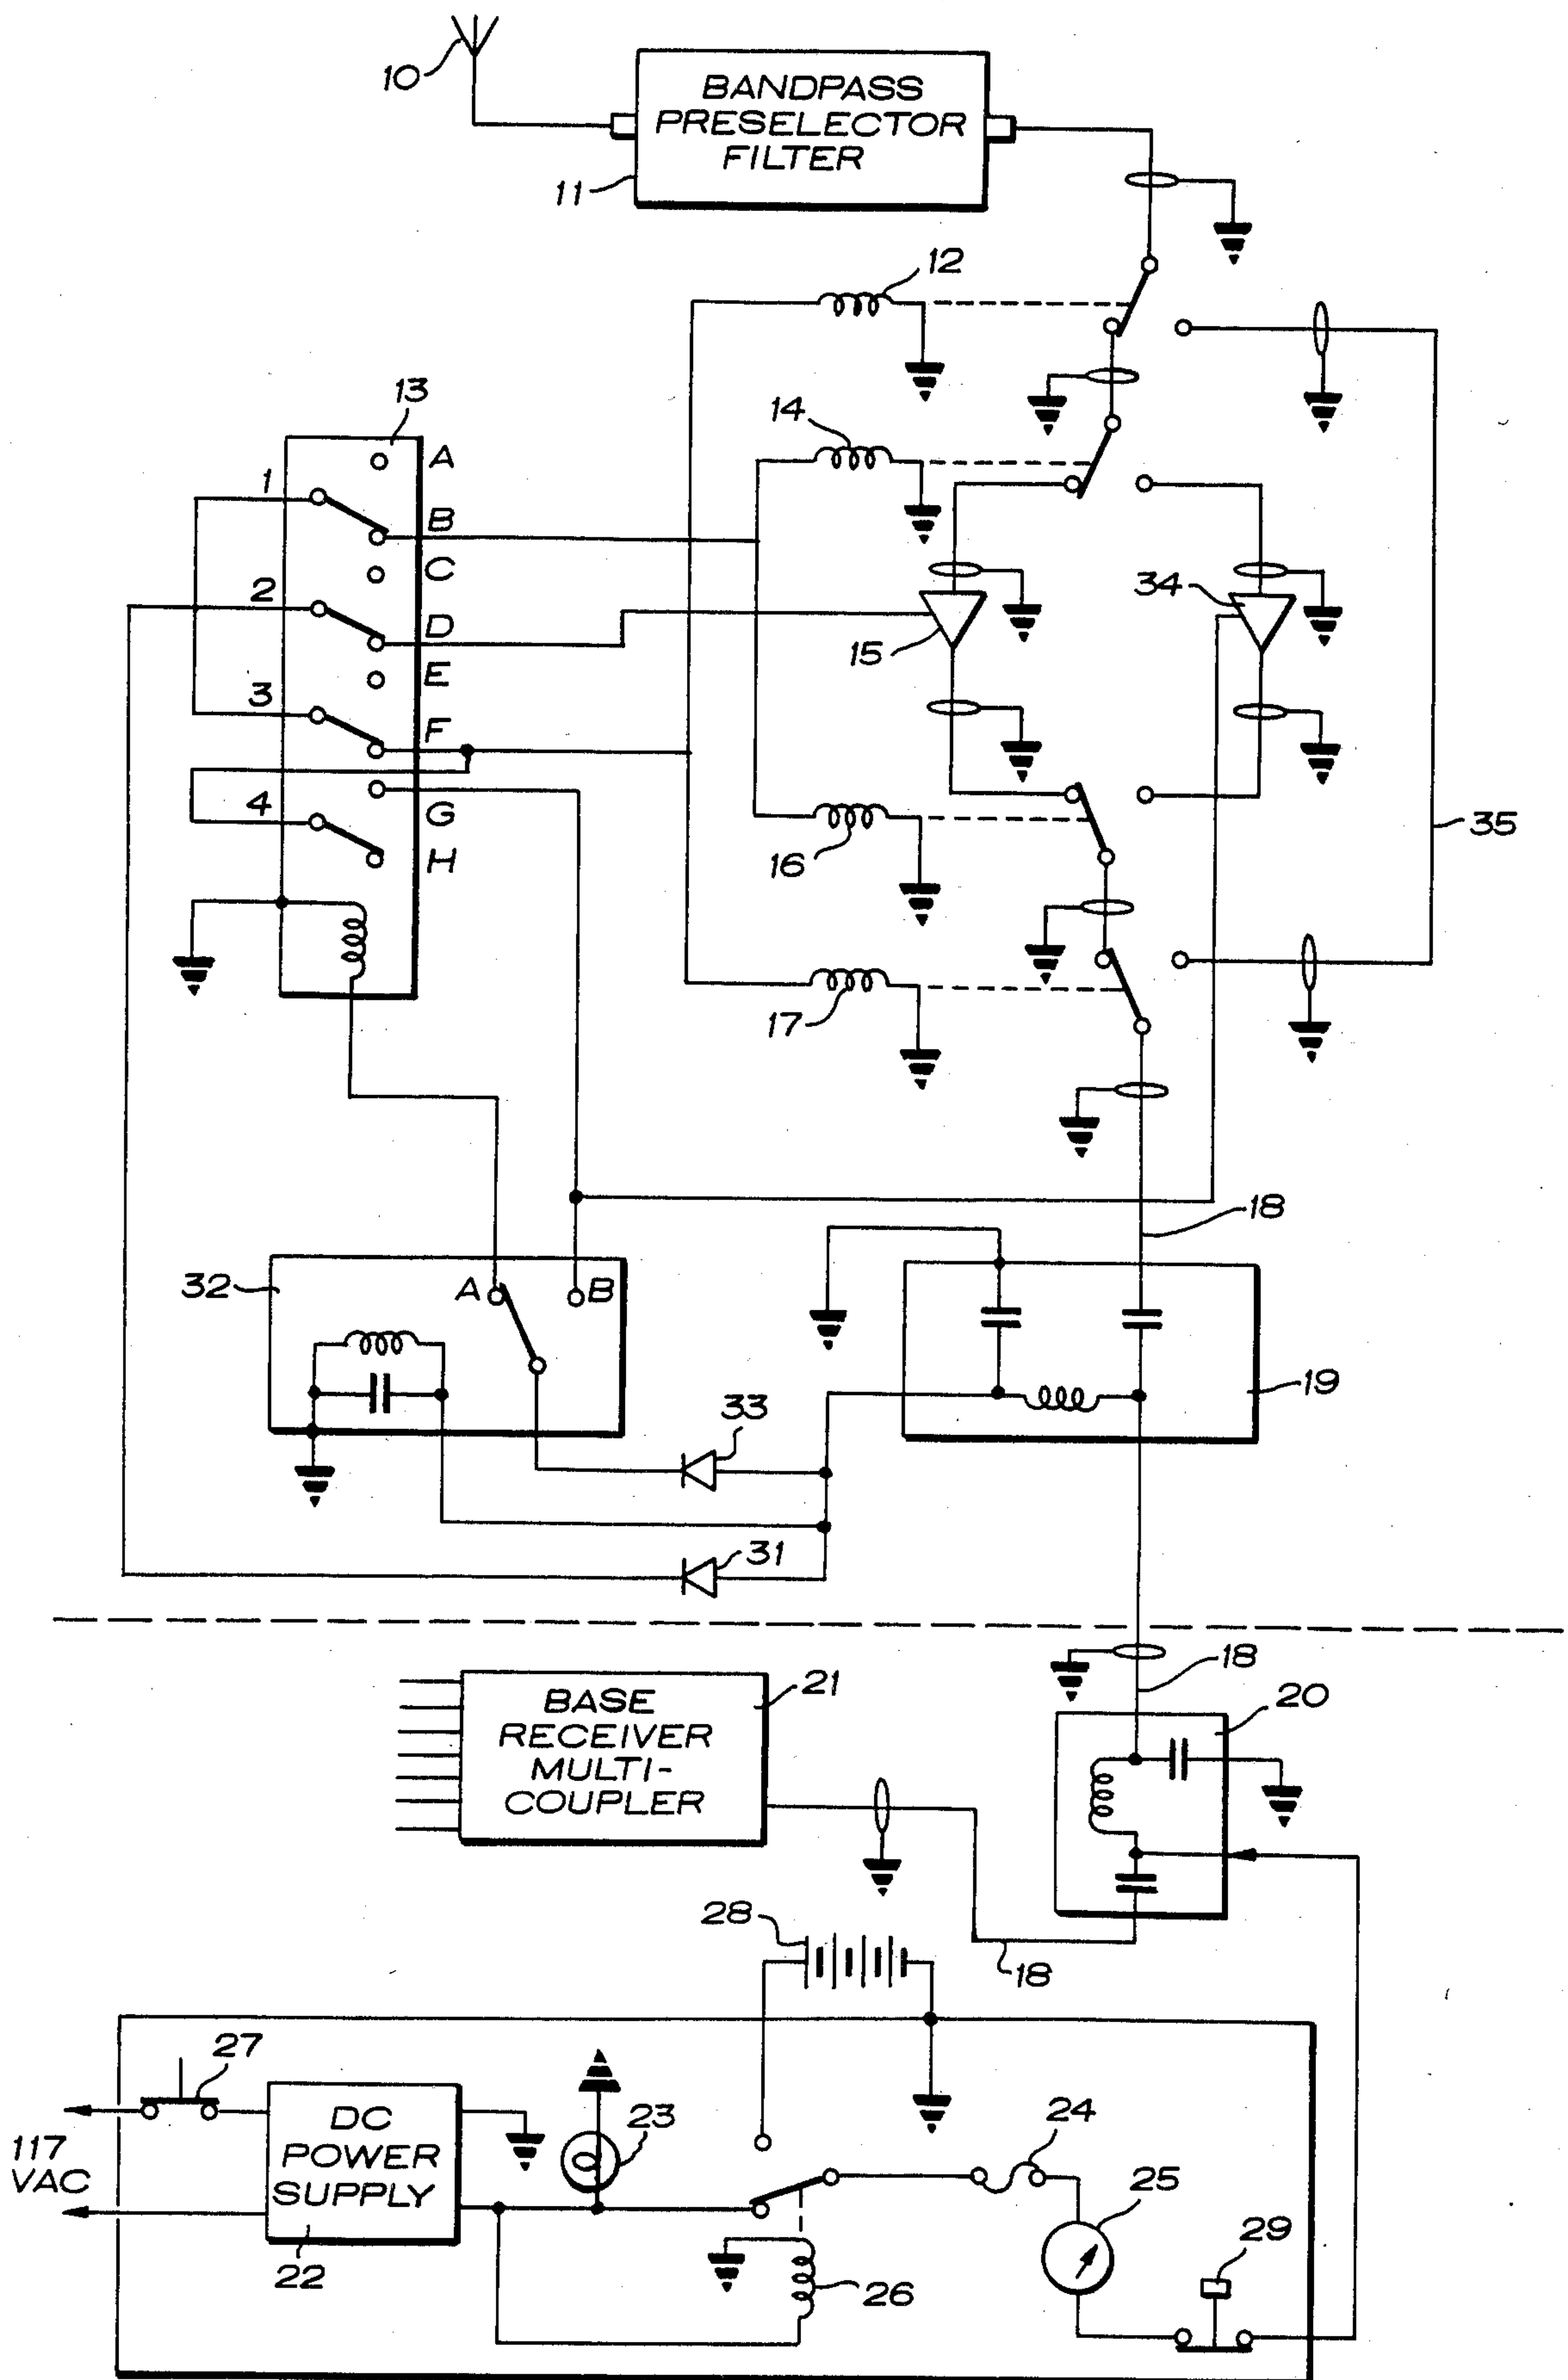 10
BANDPASS
PRESELECTOR
FILTER
11
12
13
14
A
1
B
C
2
34
D
15
E
3
F
4
G
35
H
16
17
18
32
A
B
19
33
31
21
18
20
BASE
RECEIVER
MULTI-
COUPLER
28
18
27
23
24
117
VAC
DC
POWER
SUPPLY
25
29
22
26